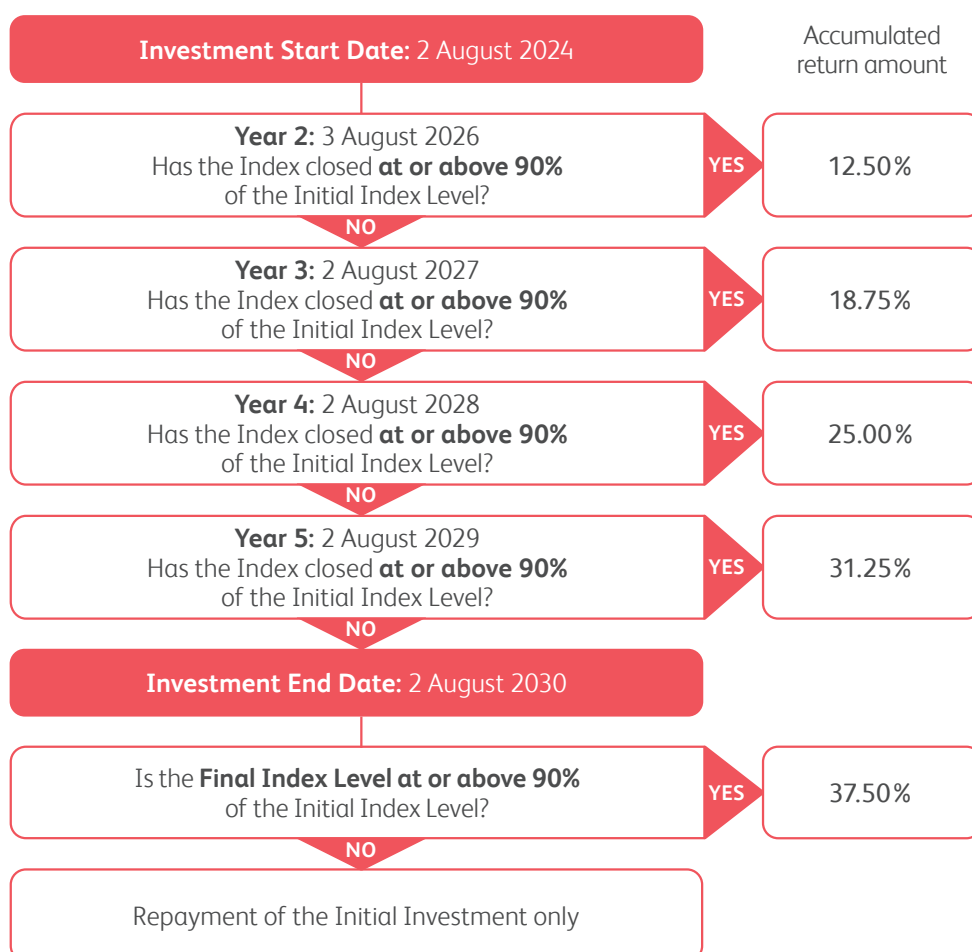 Investment Start Date: 2 August 2024
Accumulated
return amount
Year 2: 3 August 2026
Has the Index closed at or above 90%
of the Initial Index Level?
YES
12.50%
NO
Year 3: 2 August 2027
Has the Index closed at or above 90%
of the Initial Index Level?
YES
18.75%
NO
Year 4: 2 August 2028
Has the Index closed at or above 90%
of the Initial Index Level?
YES
25.00%
NO
Year 5: 2 August 2029
Has the Index closed at or above 90%
of the Initial Index Level?
YES
31.25%
NO
Investment End Date: 2 August 2030
Is the Final Index Level at or above 90%
of the Initial Index Level?
YES
37.50%
NO
Repayment of the Initial Investment only